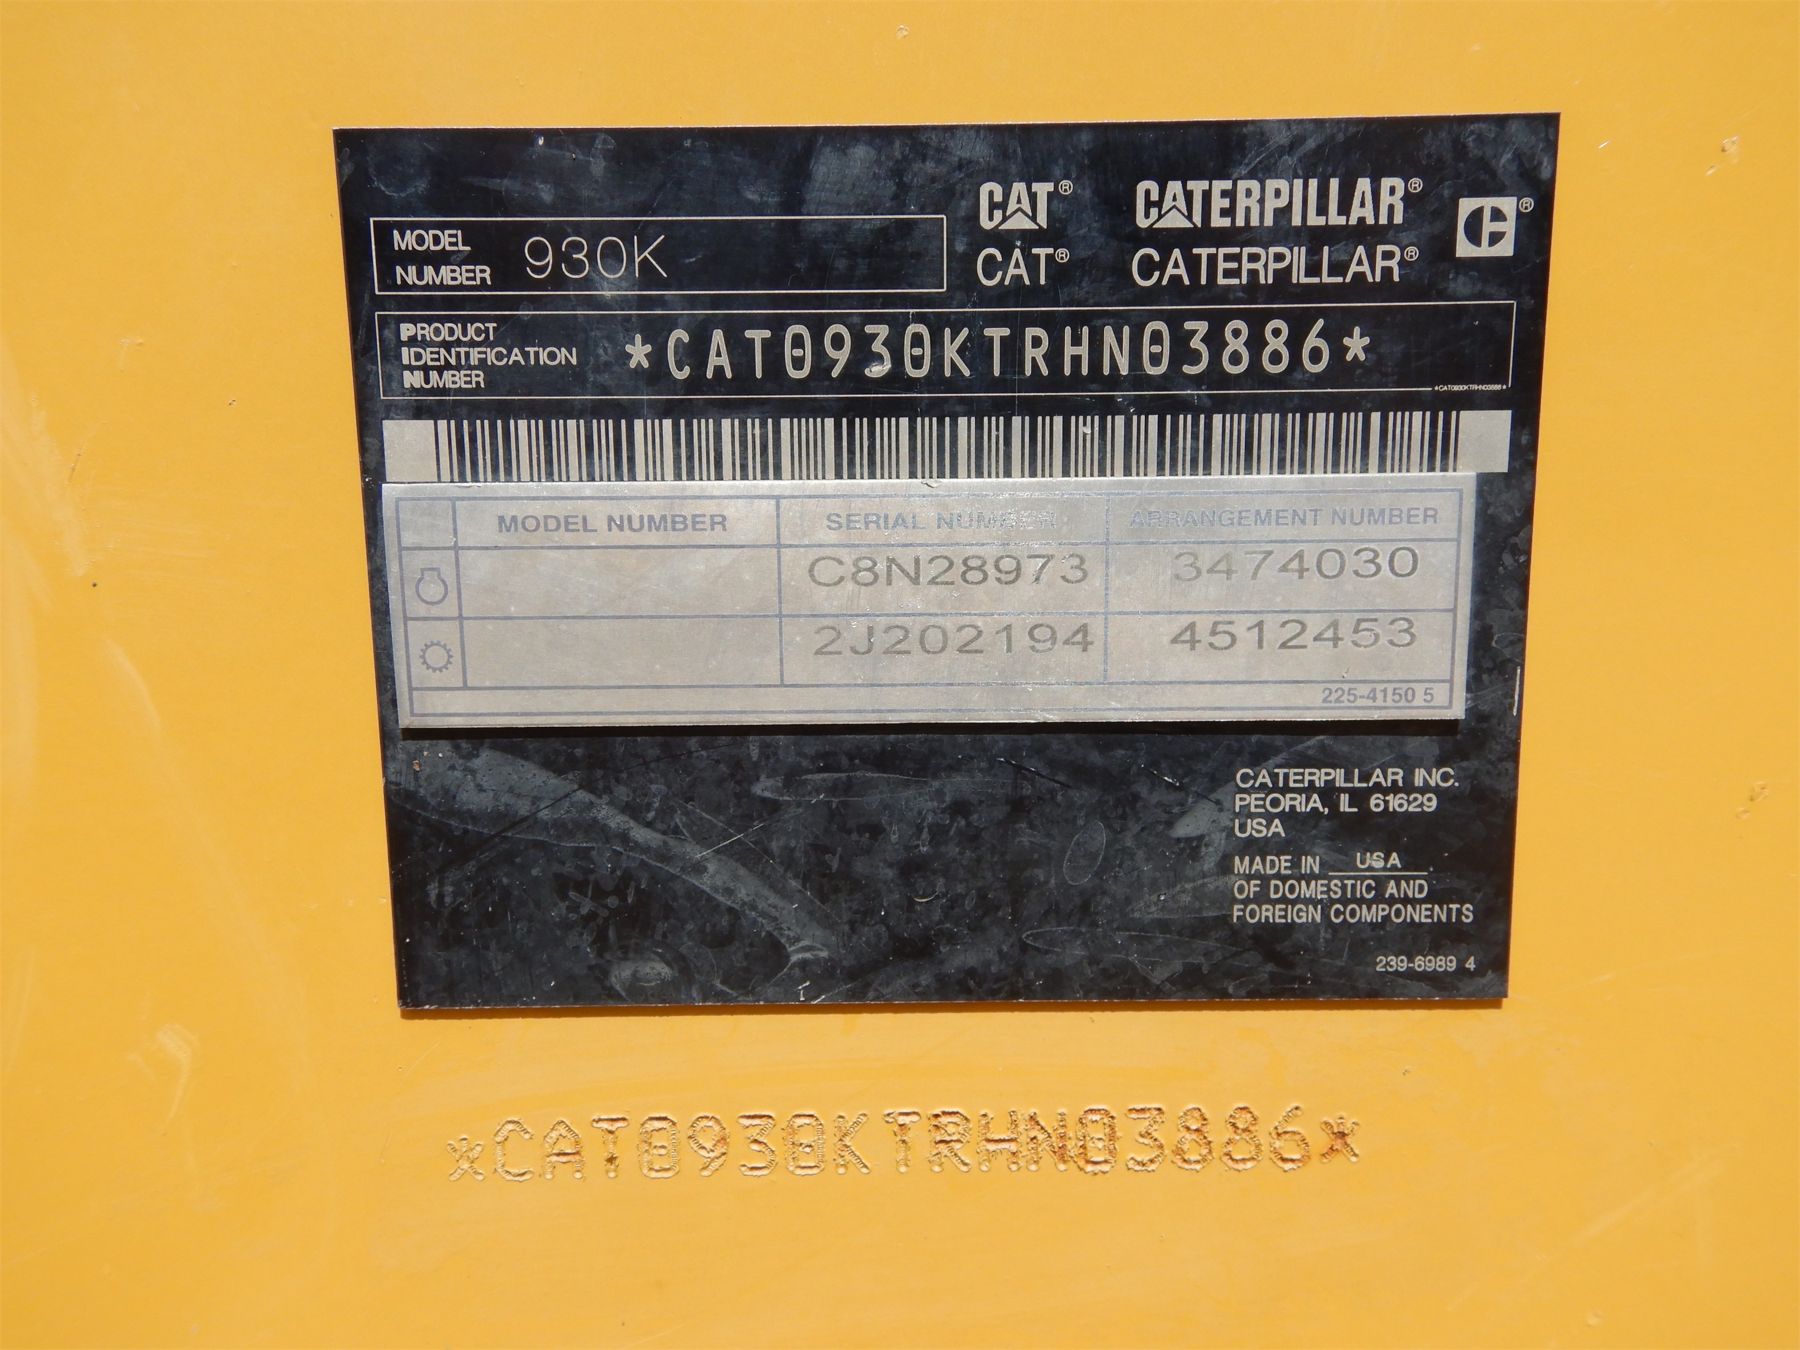 CAT® CATERPILLAR®
MODEL NUMBER 930K
CAT® CATERPILLAR®
PRODUCT IDENTIFICATION NUMBER *CAT0930KTRHN03886*
*CAT0930KTRHN03886*
MODEL NUMBER SERIAL NUMBER ARRANGEMENT NUMBER
C8N28973 3474030
2J202194 4512453
225-4150 5
CATERPILLAR INC.
PEORIA, IL 61629
USA
MADE IN USA
OF DOMESTIC AND
FOREIGN COMPONENTS
239-6989 4
*CAT0930KTRHN03886*